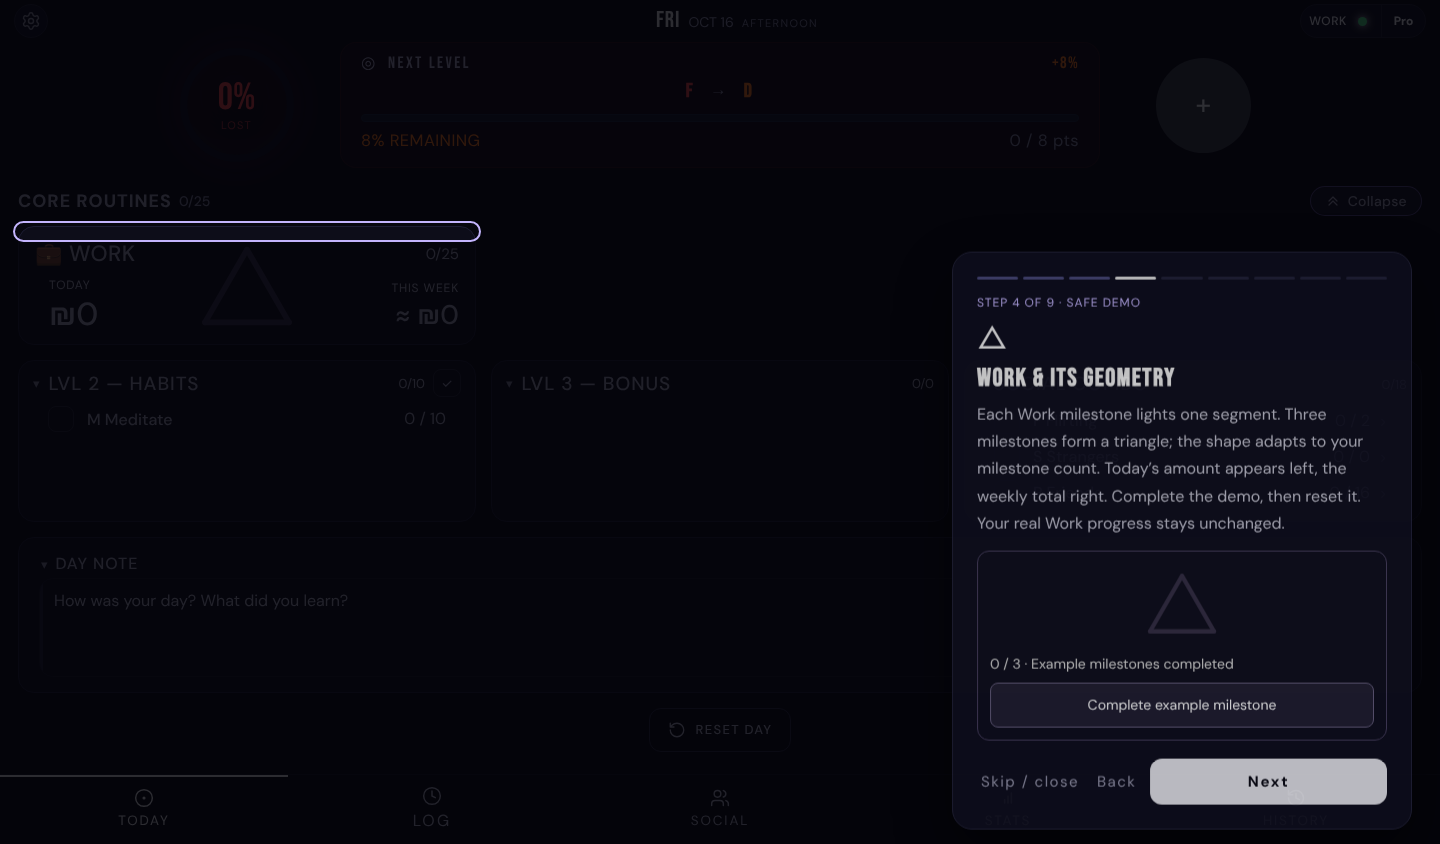 FRI OCT 16 AFTERNOON
WORK Pro
0%
LOST
NEXT LEVEL +8%
F → D
8% REMAINING 0 / 8 pts
+
CORE ROUTINES 0/25
Collapse
WORK 0/25
TODAY THIS WEEK
₪0 ≈ ₪0
LVL 2 — HABITS 0/10
M Meditate 0 / 10
LVL 3 — BONUS 0/0
DAY NOTE
How was your day? What did you learn?
RESET DAY
TODAY
LOG
SOCIAL
STATS
HISTORY
STEP 4 OF 9 · SAFE DEMO
WORK & ITS GEOMETRY
Each Work milestone lights one segment. Three
milestones form a triangle; the shape adapts to your
milestone count. Today’s amount appears left, the
weekly total right. Complete the demo, then reset it.
Your real Work progress stays unchanged.
0 / 3 · Example milestones completed
Complete example milestone
Skip / close Back Next